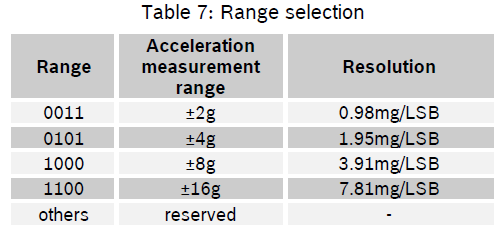 Table 7: Range selection
Range Acceleration measurement range Resolution
0011 ±2g 0.98mg/LSB
0101 ±4g 1.95mg/LSB
1000 ±8g 3.91mg/LSB
1100 ±16g 7.81mg/LSB
others reserved -